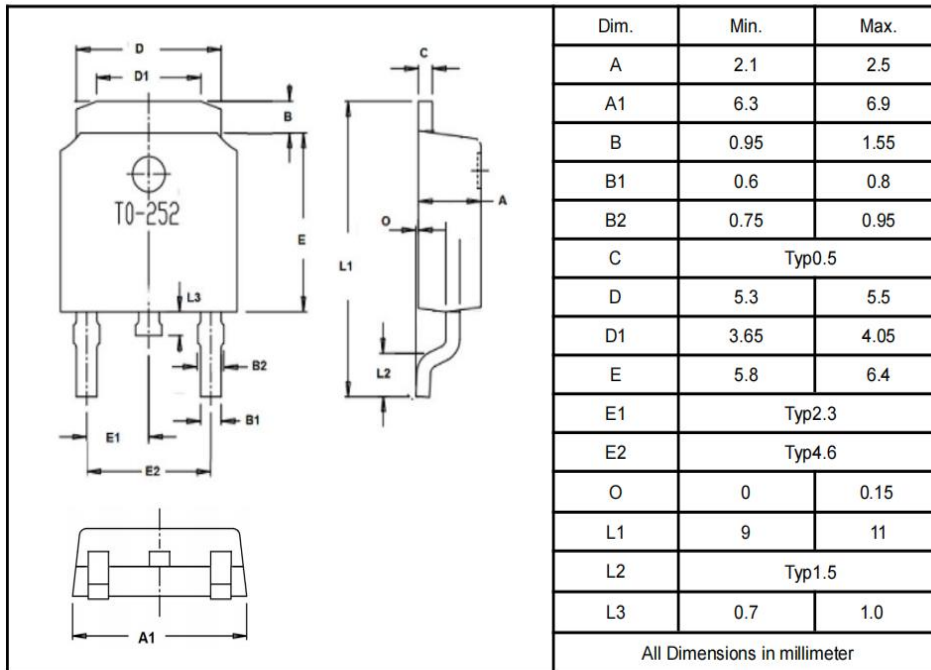 D
D1
C
B
TO-252
A
O
E
L1
L3
L2
B2
B1
E1
E2
A1
Dim. Min. Max.
A 2.1 2.5
A1 6.3 6.9
B 0.95 1.55
B1 0.6 0.8
B2 0.75 0.95
C Typ0.5
D 5.3 5.5
D1 3.65 4.05
E 5.8 6.4
E1 Typ2.3
E2 Typ4.6
O 0 0.15
L1 9 11
L2 Typ1.5
L3 0.7 1.0
All Dimensions in millimeter